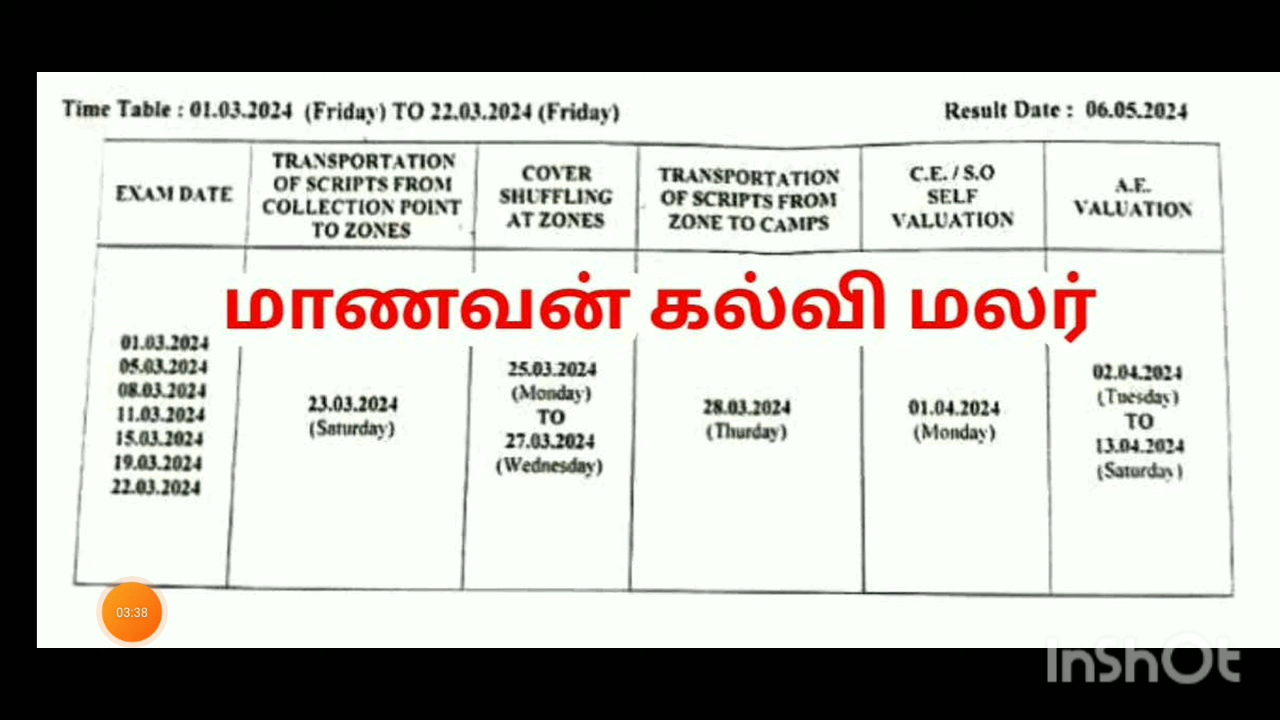 Time Table : 01.03.2024 (Friday) TO 22.03.2024 (Friday)
Result Date : 06.05.2024
EXAM DATE
TRANSPORTATION
OF SCRIPTS FROM
COLLECTION POINT
TO ZONES
COVER
SHUFFLING
AT ZONES
TRANSPORTATION
OF SCRIPTS FROM
ZONE TO CAMPS
C.E. / S.O
SELF
VALUATION
A.E.
VALUATION
மாணவன் கல்வி மலர்
01.03.2024
05.03.2024
08.03.2024
11.03.2024
15.03.2024
19.03.2024
22.03.2024
23.03.2024
(Saturday)
25.03.2024
(Monday)
TO
27.03.2024
(Wednesday)
28.03.2024
(Thurday)
01.04.2024
(Monday)
02.04.2024
(Tuesday)
TO
13.04.2024
(Saturday)
03:38
InShOt